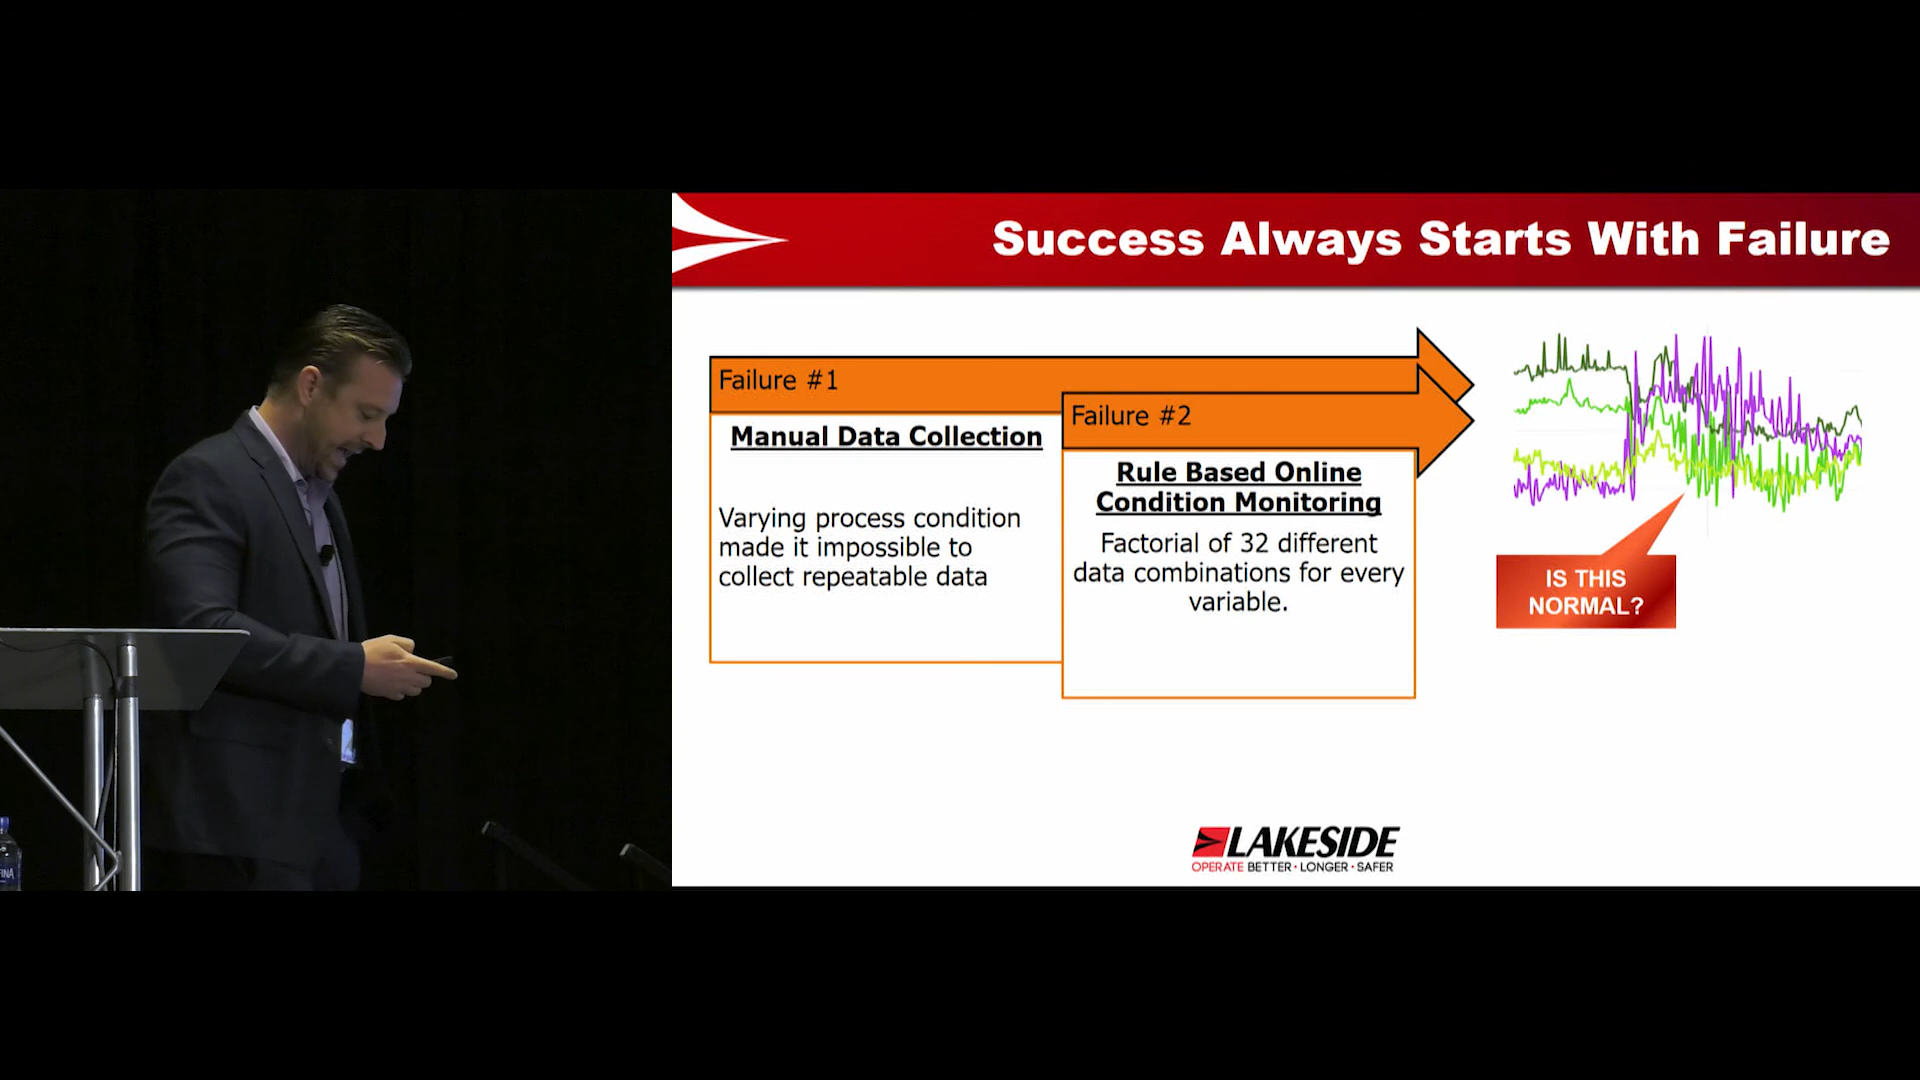 Success Always Starts With Failure
Failure #1
Manual Data Collection
Varying process condition
made it impossible to
collect repeatable data
Failure #2
Rule Based Online
Condition Monitoring
Factorial of 32 different
data combinations for every
variable.
IS THIS
NORMAL?
LAKESIDE
OPERATE BETTER · LONGER · SAFER